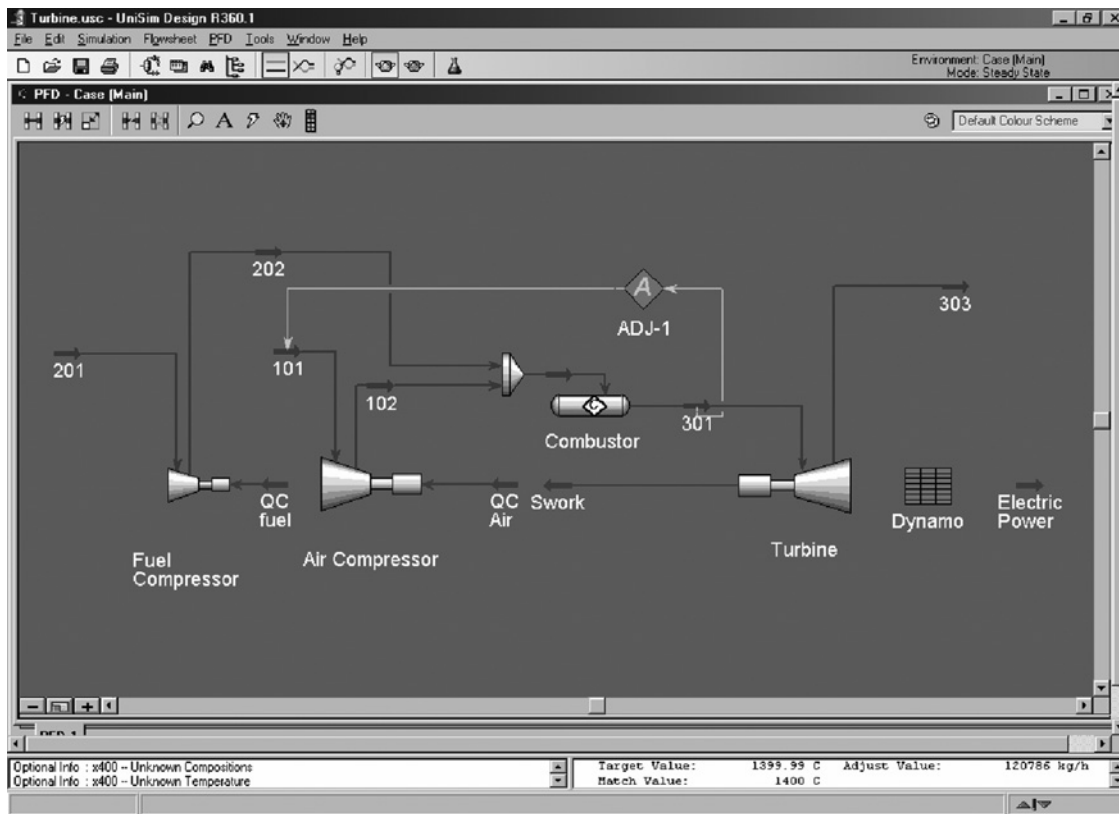 Turbine.usc - UniSim Design R360.1
File Edit Simulation Flowsheet PFD Tools Window Help
Environment: Case (Main)
Mode: Steady State
PFD - Case (Main)
A
Default Colour Scheme
202
A
303
ADJ-1
201
101
102
301
Combustor
QC
fuel
QC
Air
Swork
Dynamo
Electric
Power
Fuel
Compressor
Air Compressor
Turbine
PFD 1
Optional Info : x400 -- Unknown Compositions
Optional Info : x400 -- Unknown Temperature
Target Value: 1399.99 C Adjust Value: 120786 kg/h
Match Value: 1400 C